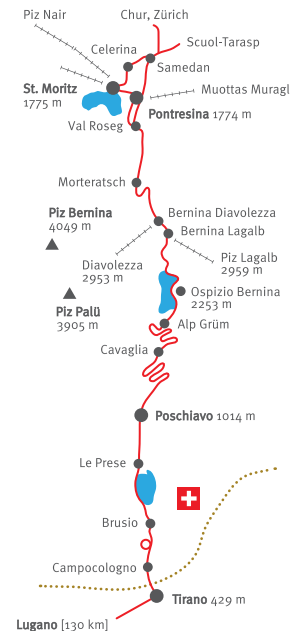 Piz Nair
Chur, Zürich
Celerina
Scuol-Tarasp
Samedan
St. Moritz
1775 m
Muottas Muragl
Pontresina 1774 m
Val Roseg
Morteratsch
Piz Bernina
4049 m
Bernina Diavolezza
Bernina Lagalb
Diavolezza
2953 m
Piz Lagalb
2959 m
Piz Palü
3905 m
Ospizio Bernina
2253 m
Alp Grüm
Cavaglia
Poschiavo 1014 m
Le Prese
Brusio
Campocologno
Tirano 429 m
Lugano [130 km]